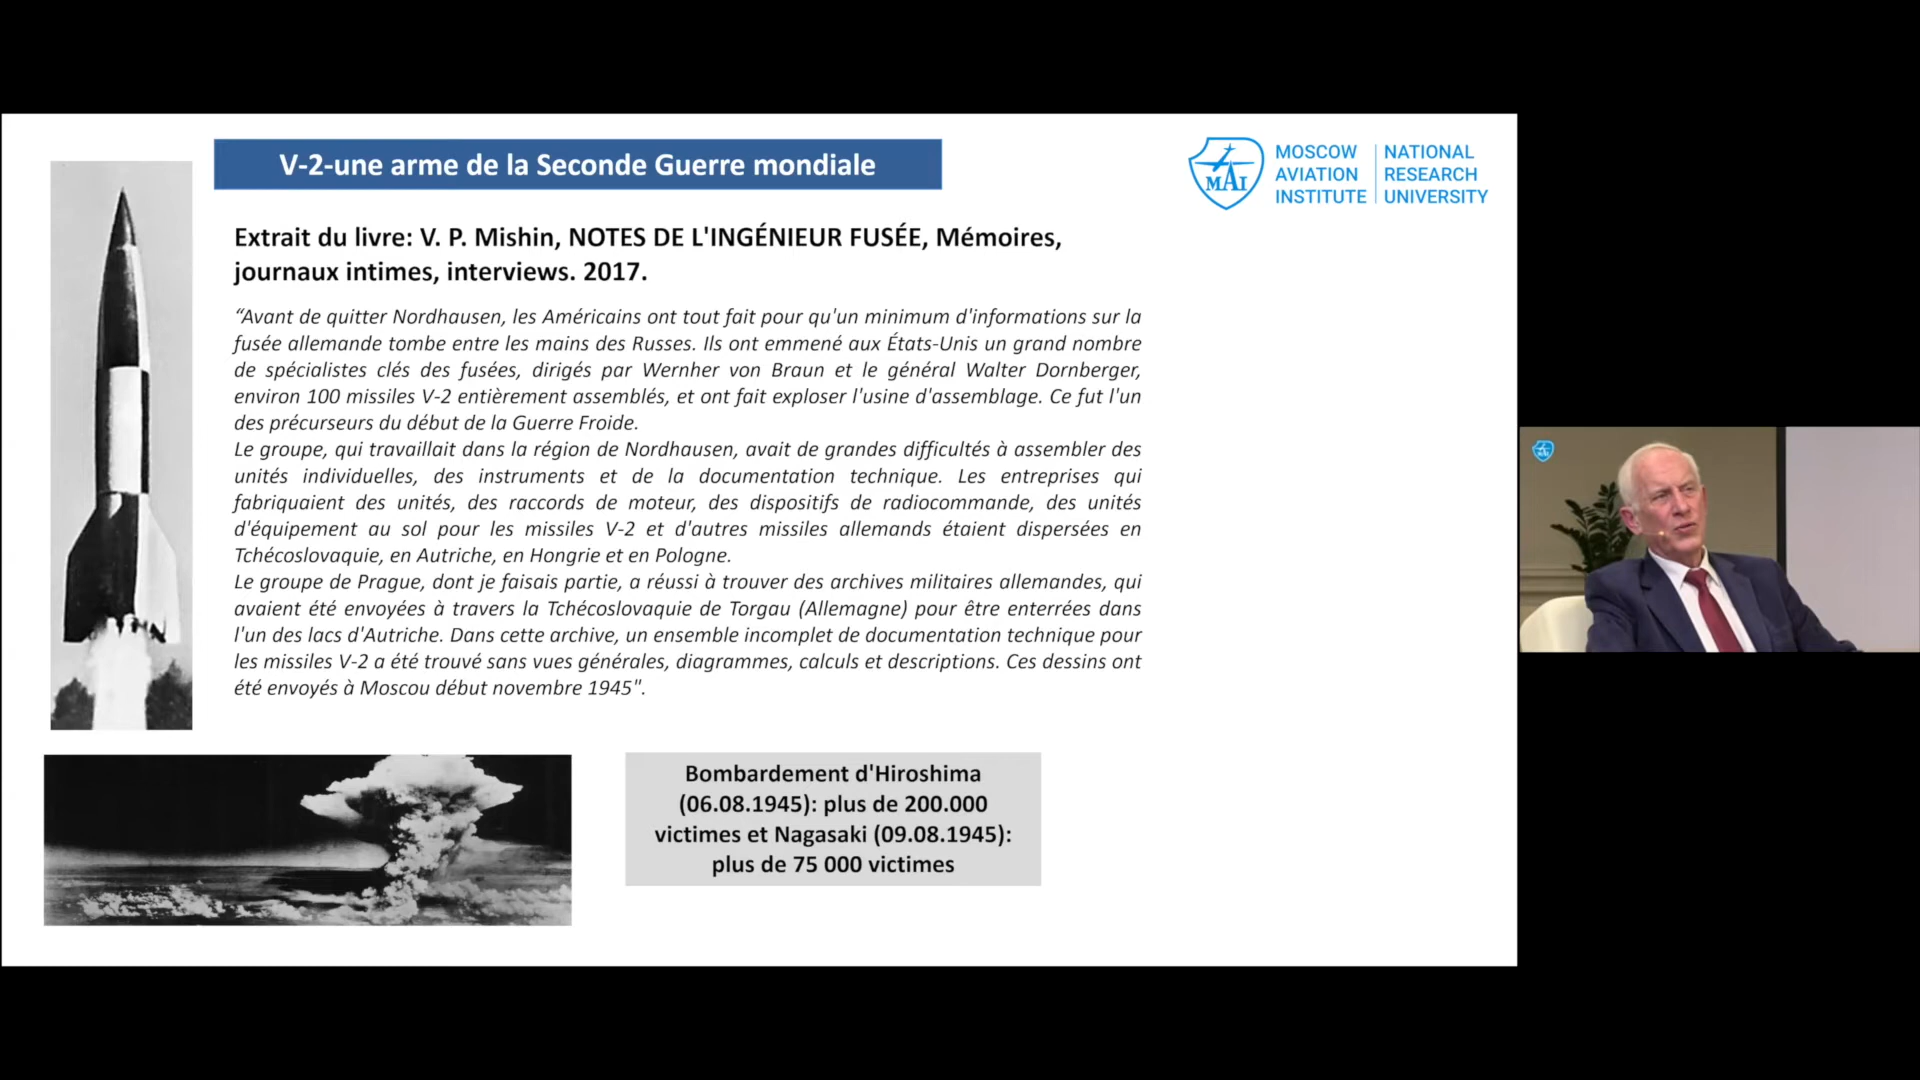 V-2-une arme de la Seconde Guerre mondiale
MOSCOW
AVIATION
INSTITUTE
NATIONAL
RESEARCH
UNIVERSITY
MAI
Extrait du livre: V. P. Mishin, NOTES DE L'INGÉNIEUR FUSÉE, Mémoires,
journaux intimes, interviews. 2017.
“Avant de quitter Nordhausen, les Américains ont tout fait pour qu'un minimum d'informations sur la
fusée allemande tombe entre les mains des Russes. Ils ont emmené aux États-Unis un grand nombre
de spécialistes clés des fusées, dirigés par Wernher von Braun et le général Walter Dornberger,
environ 100 missiles V-2 entièrement assemblés, et ont fait exploser l'usine d'assemblage. Ce fut l'un
des précurseurs du début de la Guerre Froide.
Le groupe, qui travaillait dans la région de Nordhausen, avait de grandes difficultés à assembler des
unités individuelles, des instruments et de la documentation technique. Les entreprises qui
fabriquaient des unités, des raccords de moteur, des dispositifs de radiocommande, des unités
d'équipement au sol pour les missiles V-2 et d'autres missiles allemands étaient dispersées en
Tchécoslovaquie, en Autriche, en Hongrie et en Pologne.
Le groupe de Prague, dont je faisais partie, a réussi à trouver des archives militaires allemandes, qui
avaient été envoyées à travers la Tchécoslovaquie de Torgau (Allemagne) pour être enterrées dans
l'un des lacs d'Autriche. Dans cette archive, un ensemble incomplet de documentation technique pour
les missiles V-2 a été trouvé sans vues générales, diagrammes, calculs et descriptions. Ces dessins ont
été envoyés à Moscou début novembre 1945".
Bombardement d'Hiroshima
(06.08.1945): plus de 200.000
victimes et Nagasaki (09.08.1945):
plus de 75 000 victimes
MAI